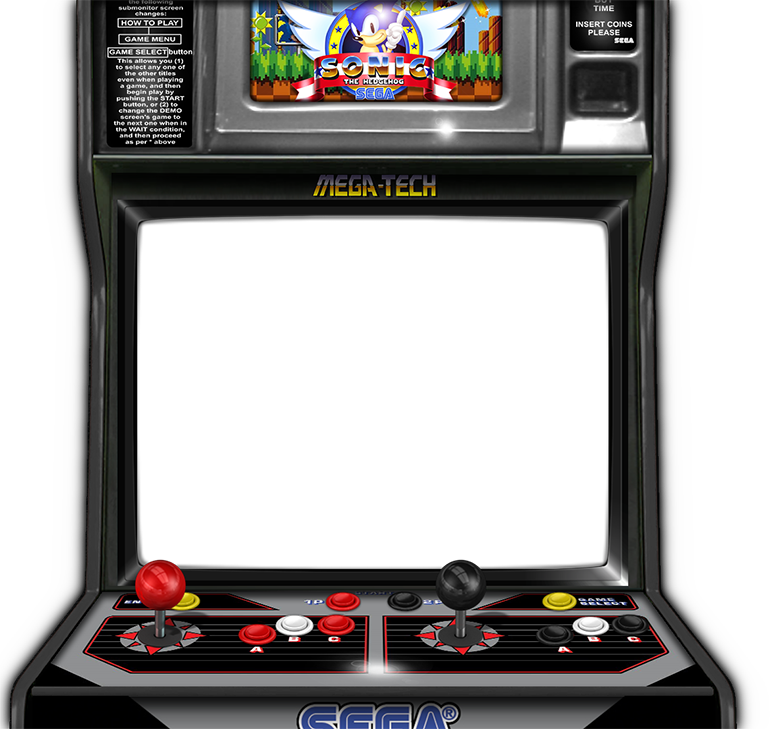 the following
submonitor screen
changes:
HOW TO PLAY
GAME MENU
GAME SELECT button
This allows you (1)
to select any one of
the other titles
even when playing
a game, and then
begin play by
pushing the START
button, or (2) to
change the DEMO
screen's game to
the next one when in
the WAIT condition,
and then proceed
as per * above
SONIC
THE HEDGEHOG
SEGA
TIME
INSERT COINS
PLEASE
SEGA
MEGA-TECH
EN
1P
2P
GAME
SELECT
A
B
C
A
B
C
SEGA®